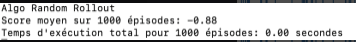 Algo Random Rollout
Score moyen sur 1000 épisodes: -0.88
Temps d'exécution total pour 1000 épisodes: 0.00 secondes